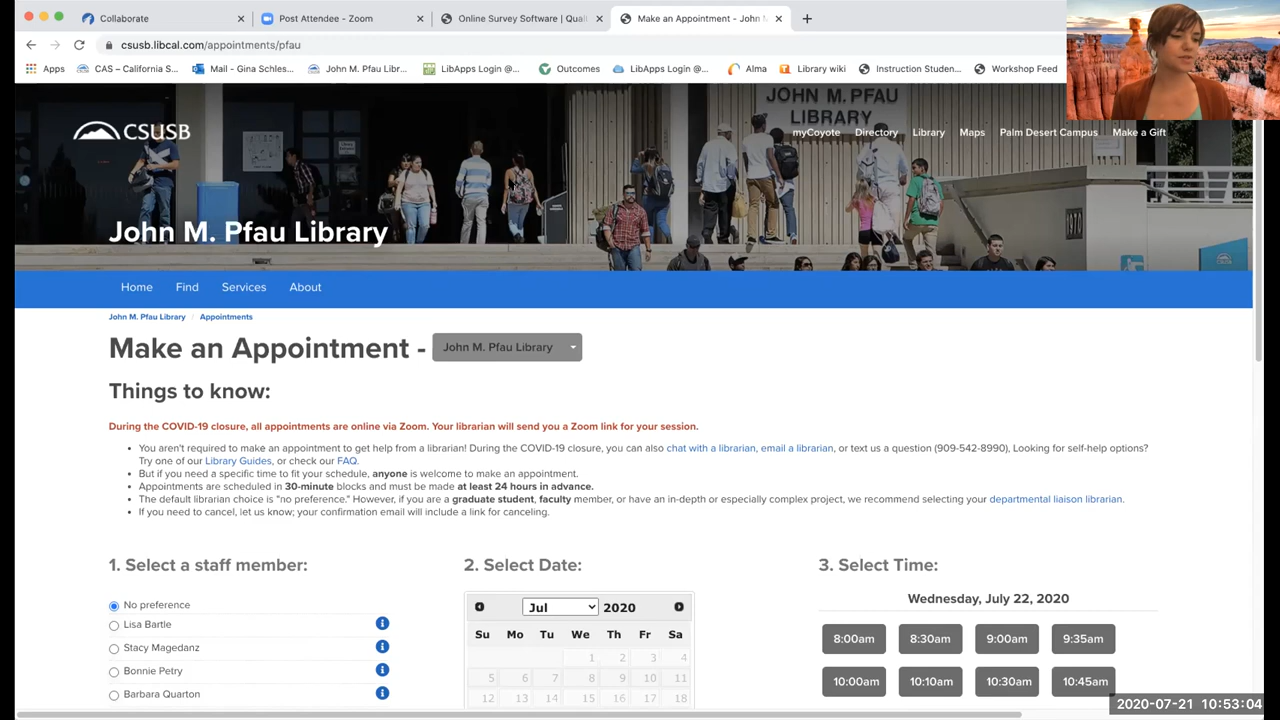 Collaborate
Post Attendee - Zoom
Online Survey Software | Qual
Make an Appointment - John M
csusb.libcal.com/appointments/pfau
Apps
CAS – California S...
Mail - Gina Schles...
John M. Pfau Libr...
LibApps Login @...
Outcomes
LibApps Login @...
Alma
Library wiki
Instruction Studen...
Workshop Feed
JOHN M. PFAU
LIBRARY
CSUSB
myCoyote
Directory
Library
Maps
Palm Desert Campus
Make a Gift
1970
John M. Pfau Library
Home
Find
Services
About
John M. Pfau Library / Appointments
Make an Appointment - John M. Pfau Library
Things to know:
During the COVID-19 closure, all appointments are online via Zoom. Your librarian will send you a Zoom link for your session.
• You aren't required to make an appointment to get help from a librarian! During the COVID-19 closure, you can also chat with a librarian, email a librarian, or text us a question (909-542-8990), Looking for self-help options?
Try one of our Library Guides, or check our FAQ.
• But if you need a specific time to fit your schedule, anyone is welcome to make an appointment.
• Appointments are scheduled in 30-minute blocks and must be made at least 24 hours in advance.
• The default librarian choice is "no preference." However, if you are a graduate student, faculty member, or have an in-depth or especially complex project, we recommend selecting your departmental liaison librarian.
• If you need to cancel, let us know; your confirmation email will include a link for canceling.
1. Select a staff member:
No preference
Lisa Bartle
Stacy Magedanz
Bonnie Petry
Barbara Quarton
2. Select Date:
Jul 2020
Su Mo Tu We Th Fr Sa
1 2 3 4
5 6 7 8 9 10 11
12 13 14 15 16 17 18
3. Select Time:
Wednesday, July 22, 2020
8:00am 8:30am 9:00am 9:35am
10:00am 10:10am 10:30am 10:45am
2020-07-21 10:53:04